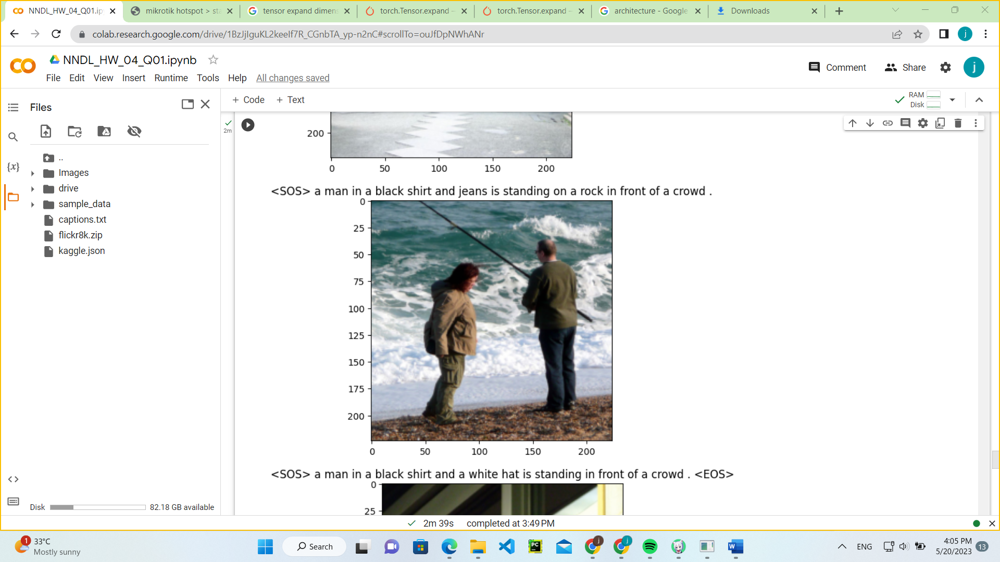 NNDL_HW_04_Q01.ip
mikrotik hotspot > sta
tensor expand dimens
torch.Tensor.expand -
torch.Tensor.expand -
architecture - Google
Downloads
colab.research.google.com/drive/1BzJjIguKL2keeIf7R_CGnbTA_yp-n2nC#scrollTo=ouJfDpNWhANr
j
NNDL_HW_04_Q01.ipynb
Comment
Share
j
File Edit View Insert Runtime Tools Help All changes saved
Files
+ Code + Text
RAM
Disk
2m
{x}
..
Images
drive
sample_data
captions.txt
flickr8k.zip
kaggle.json
200
0 50 100 150 200
<SOS> a man in a black shirt and jeans is standing on a rock in front of a crowd .
0
25
50
75
100
125
150
175
200
0 50 100 150 200
<SOS> a man in a black shirt and a white hat is standing in front of a crowd . <EOS>
0
25
Disk 82.18 GB available
2m 39s completed at 3:49 PM
1
33°C
Mostly sunny
Search
PC
j
j
W
ENG
4:05 PM
5/20/2023
13